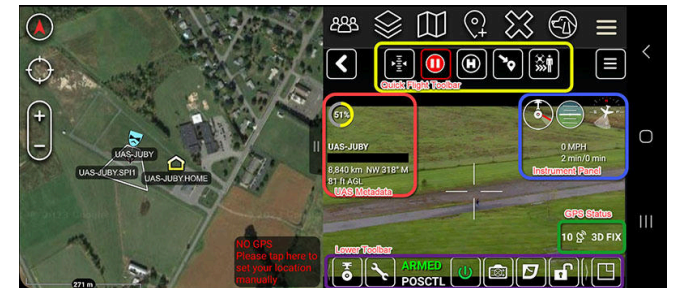 Quick Flight Toolbar
51%
UAS-JUBY
8,840 km NW 318° M
81 ft AGL
UAS Metadata
0 MPH
2 min/0 min
Instrument Panel
GPS Status
10 3D FIX
Lower Toolbar
ARMED
POSCTL
H
+
-
UAS-JUBY
UAS-JUBY.SPI1
UAS-JUBY.HOME
NO GPS
Please tap here to
set your location
manually
271 m